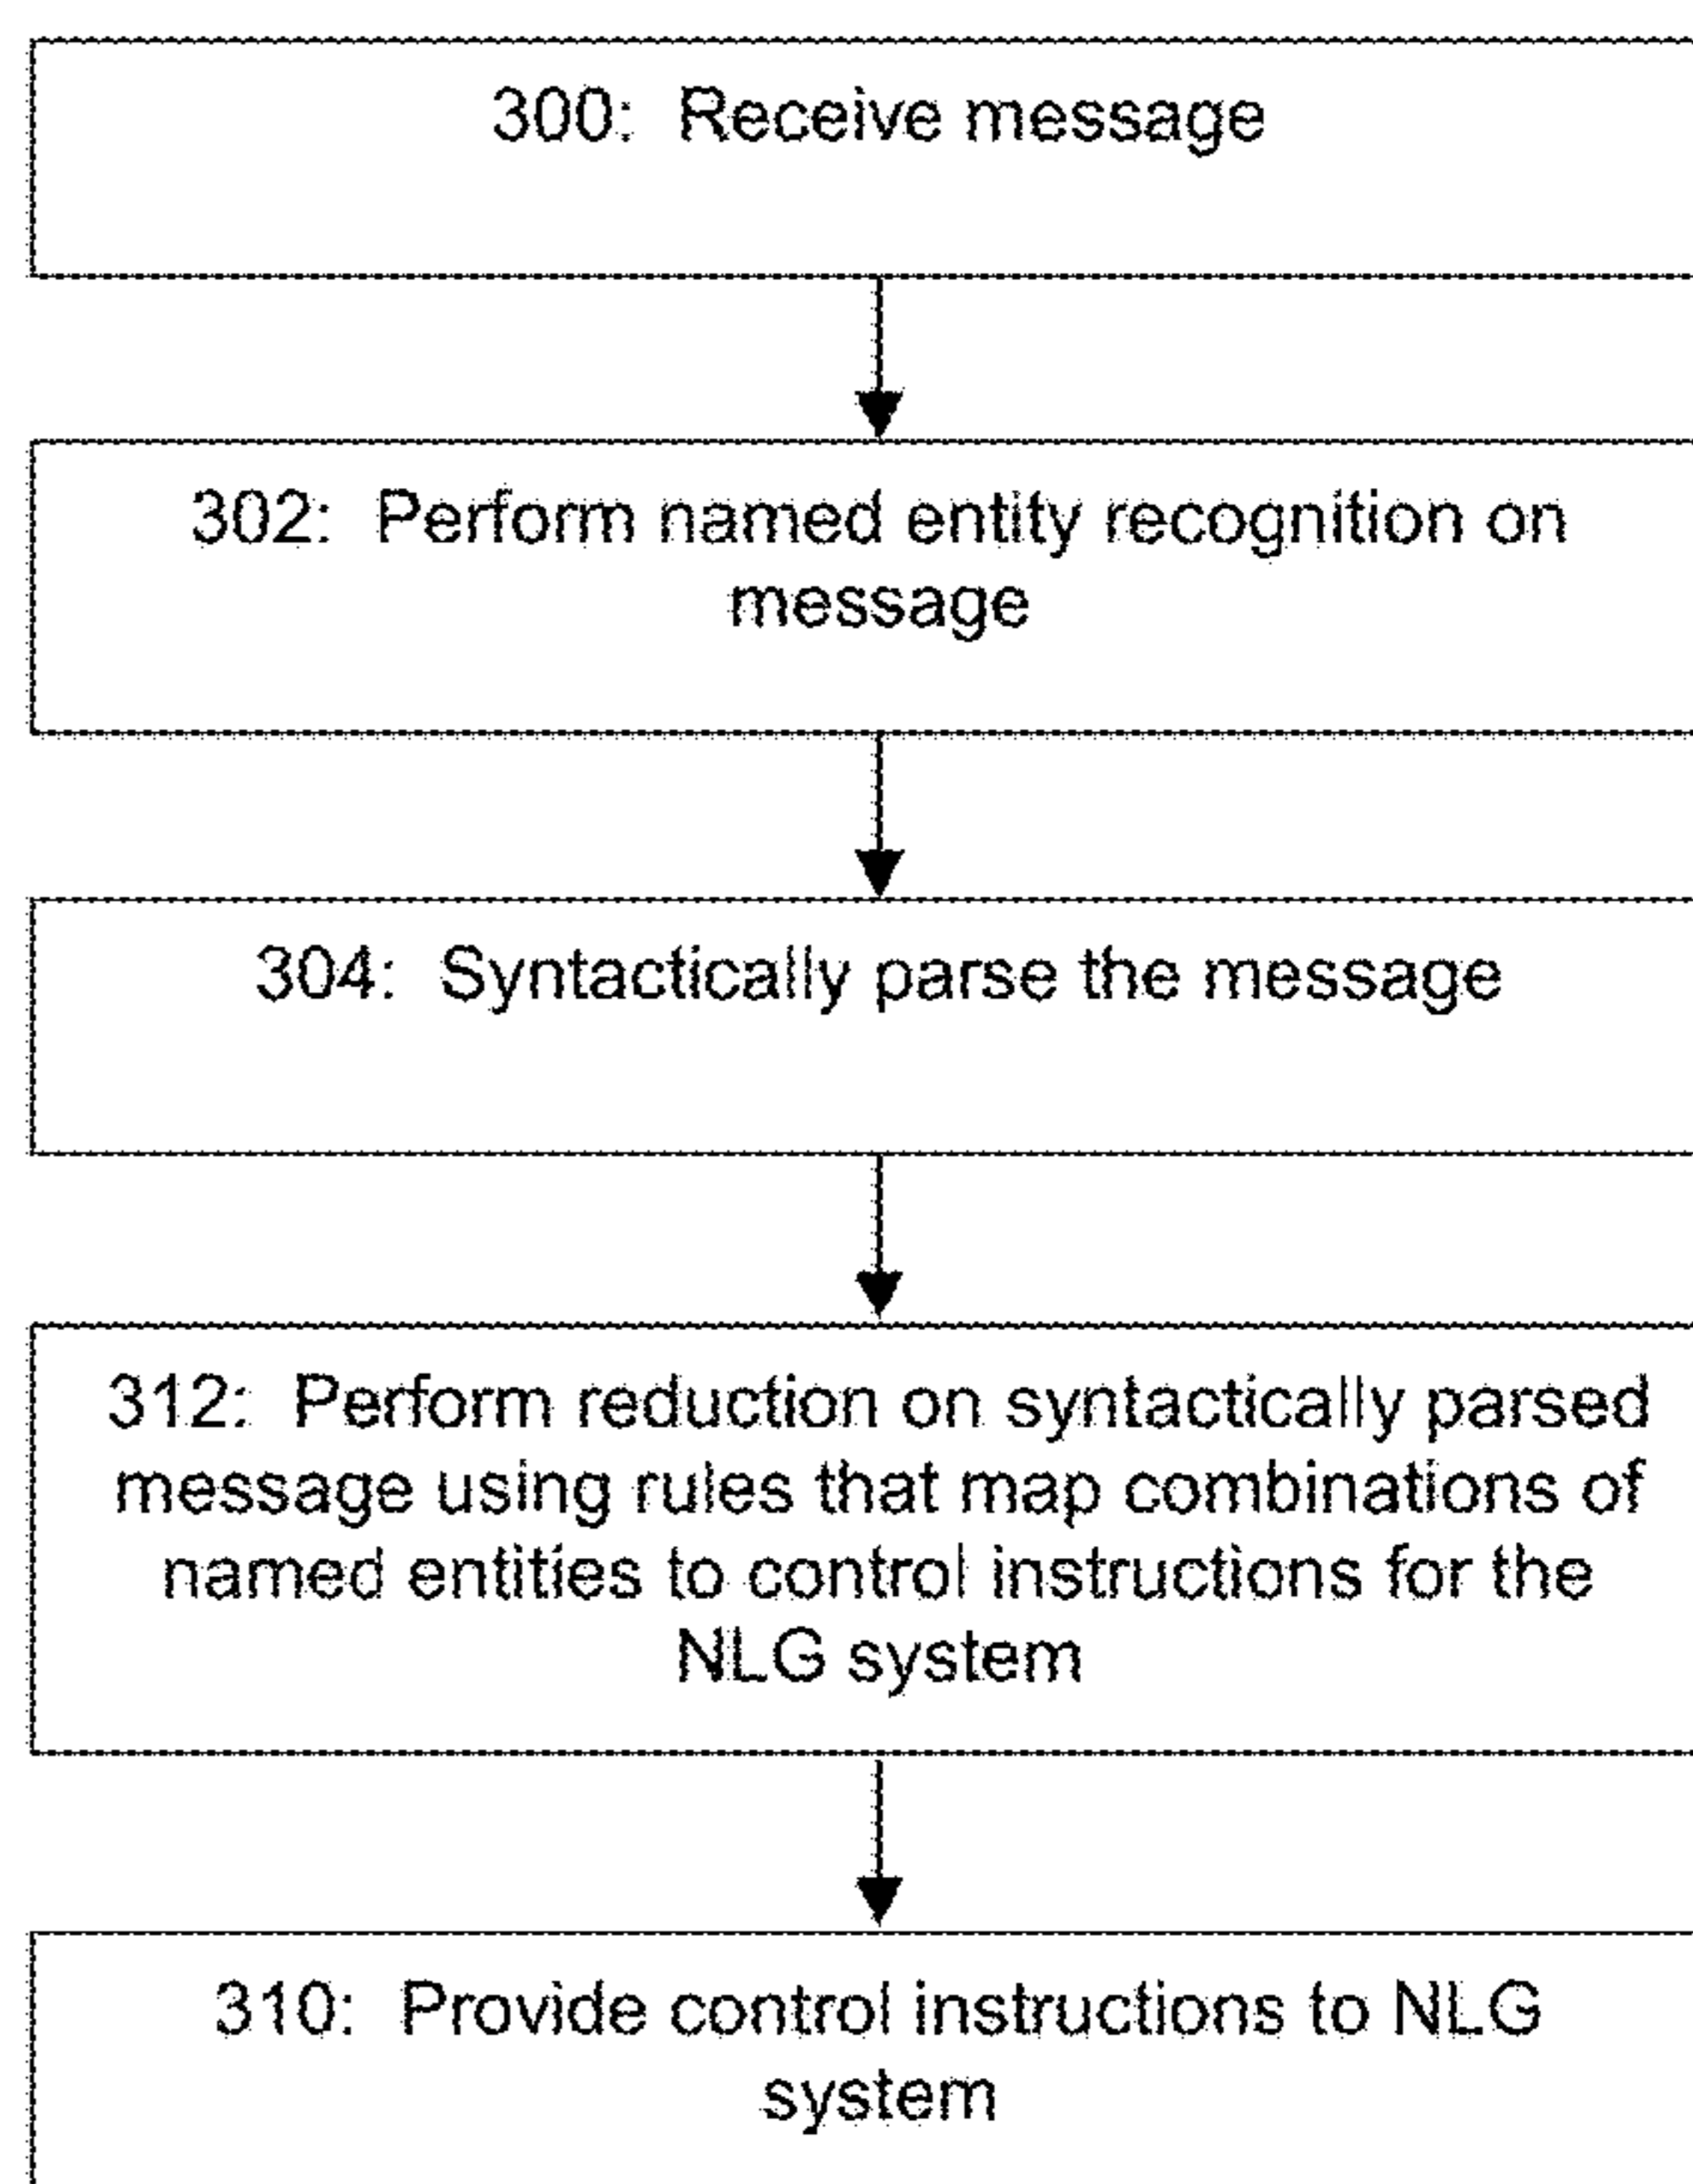 300: Receive message
302: Perform named entity recognition on
message
304: Syntactically parse the message
312: Perform reduction on syntactically parsed
message using rules that map combinations of
named entities to control instructions for the
NLG system
310: Provide control instructions to NLG
system